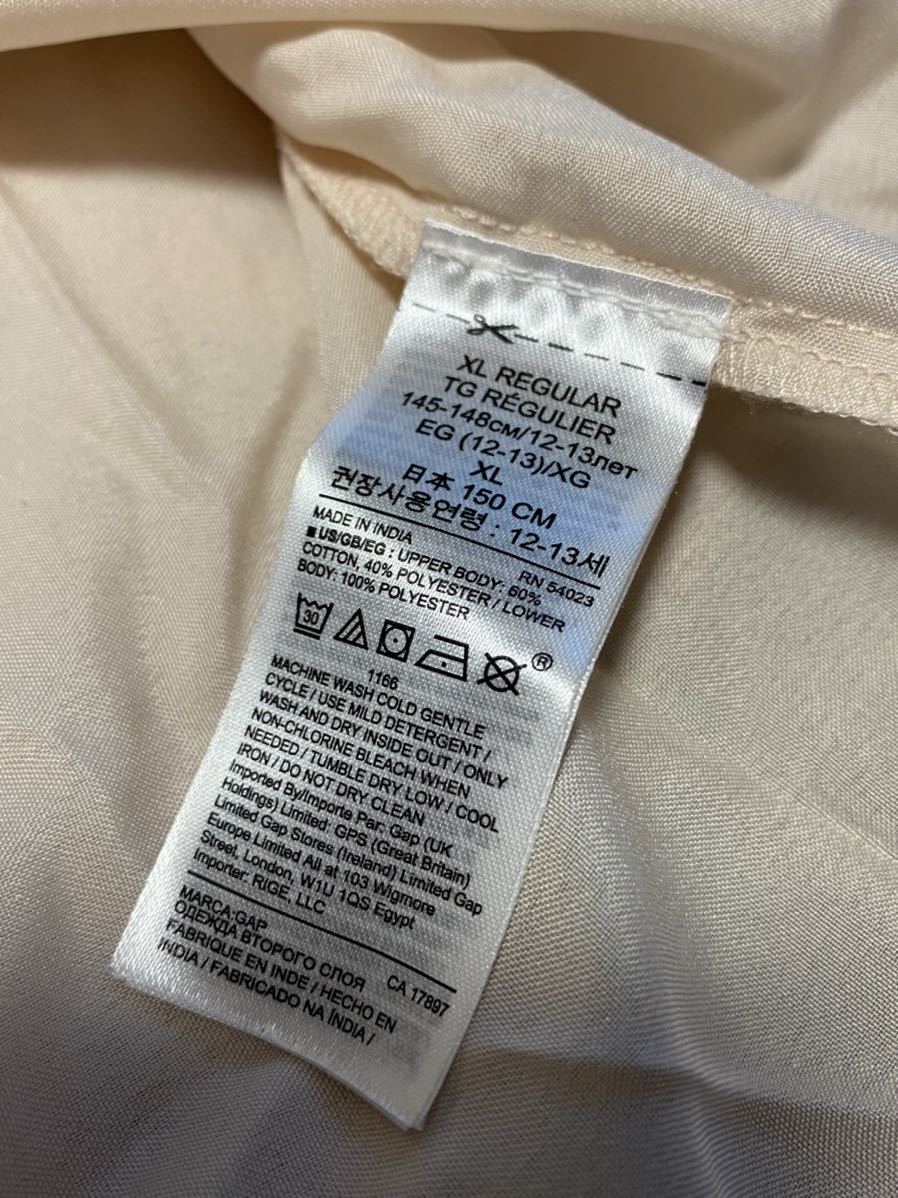 XL REGULAR
TG RÉGULIER
145-148см/12-13лет
EG (12-13)/XG
XL
日本 150 CM
권장사용연령 : 12-13세
MADE IN INDIA
RN 54023
■ US/GB/EG : UPPER BODY: 60%
COTTON, 40% POLYESTER / LOWER
BODY: 100% POLYESTER
30
®
1166
MACHINE WASH COLD GENTLE
CYCLE / USE MILD DETERGENT /
WASH AND DRY INSIDE OUT / ONLY
NON-CHLORINE BLEACH WHEN
NEEDED / TUMBLE DRY LOW / COOL
IRON / DO NOT DRY CLEAN
Imported By/Importe Par: Gap (UK
Holdings) Limited: GPS (Great Britain)
Limited Gap Stores (Ireland) Limited Gap
Europe Limited All at 103 Wigmore
Street, London, W1U 1QS Egypt
Importer: RIGE, LLC
MARCA:GAP
CA 17897
ОДЕЖДА ВТОРОГО СЛОЯ
FABRIQUE EN INDE / HECHO EN
INDIA / FABRICADO NA ÍNDIA /